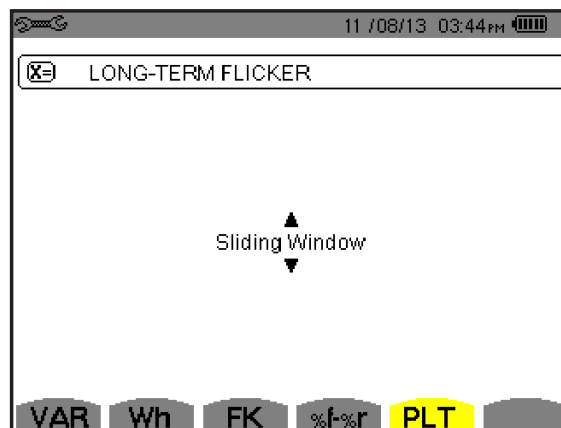 11 /08/13 03:44PM
X= LONG-TERM FLICKER
Sliding Window
VAR Wh FK %f-%r PLT